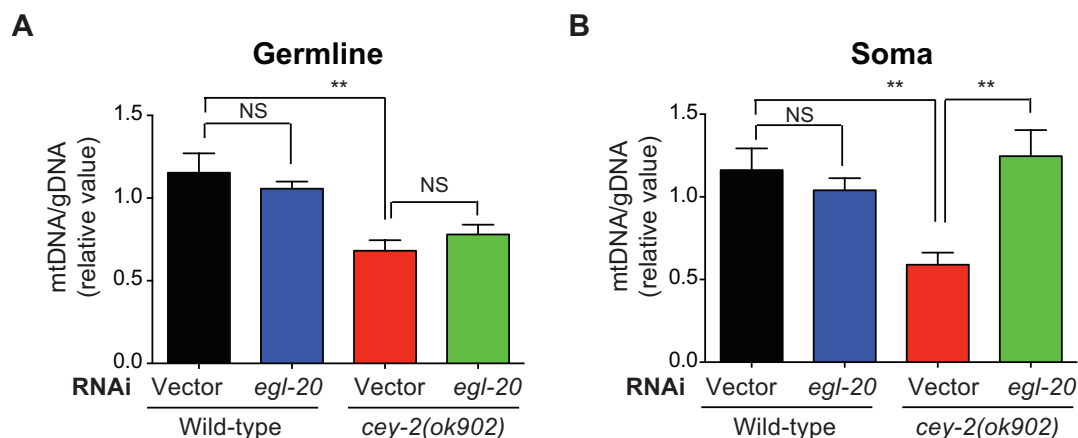 A
Germline
**
NS
NS
mtDNA/gDNA
(relative value)
1.5
1.0
0.5
0.0
RNAi Vector egl-20 Vector egl-20
Wild-type cey-2(ok902)
B
Soma
** **
NS
mtDNA/gDNA
(relative value)
1.5
1.0
0.5
0.0
RNAi Vector egl-20 Vector egl-20
Wild-type cey-2(ok902)